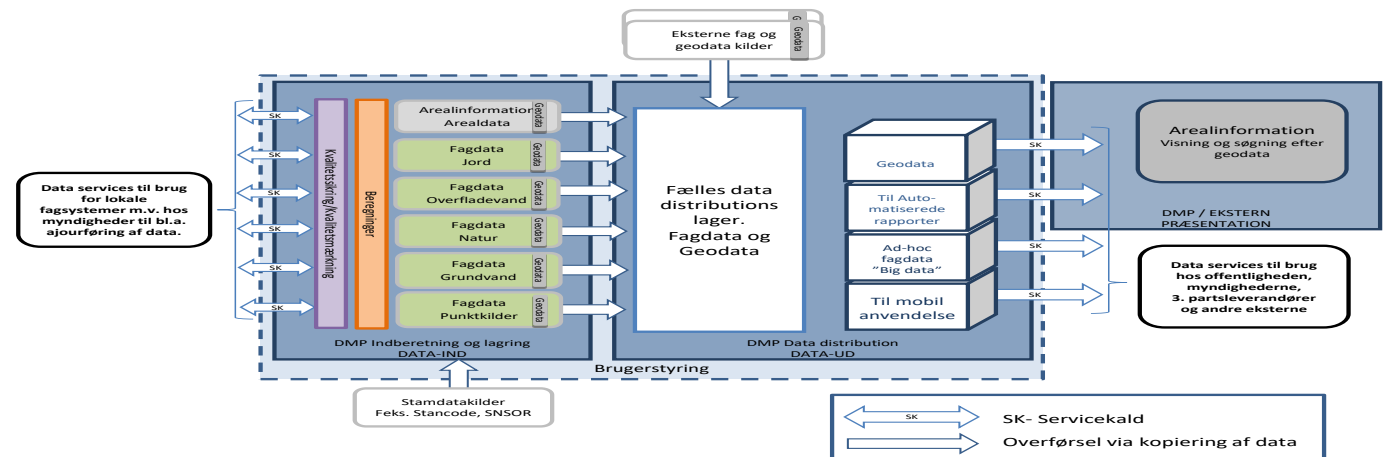 Eksterne fag og
geodata kilder
G
Geodata
Data services til brug
for lokale
fagsystemer m.v. hos
myndigheder til bl.a.
ajourføring af data.
SK
SK
SK
SK
SK
SK
Kvalitetssikring/Kvalitetsmærkning
Beregninger
Arealinformation
Arealdata
Geodata
Fagdata
Jord
Geodata
Fagdata
Overfladevand
Geodata
Fagdata
Natur
Geodata
Fagdata
Grundvand
Geodata
Fagdata
Punktkilder
Geodata
DMP Indberetning og lagring
DATA-IND
Fælles data
distributions
lager.
Fagdata og
Geodata
Geodata
Til Auto-
matiserede
rapporter
Ad-hoc
fagdata
”Big data”
Til mobil
anvendelse
DMP Data distribution
DATA-UD
Brugerstyring
SK
SK
SK
SK
Arealinformation
Visning og søgning efter
geodata
DMP / EKSTERN
PRÆSENTATION
Data services til brug
hos offentligheden,
myndighederne,
3. partsleverandører
og andre eksterne
Stamdatakilder
Feks. Stancode, SNSOR
SK
SK- Servicekald
Overførsel via kopiering af data